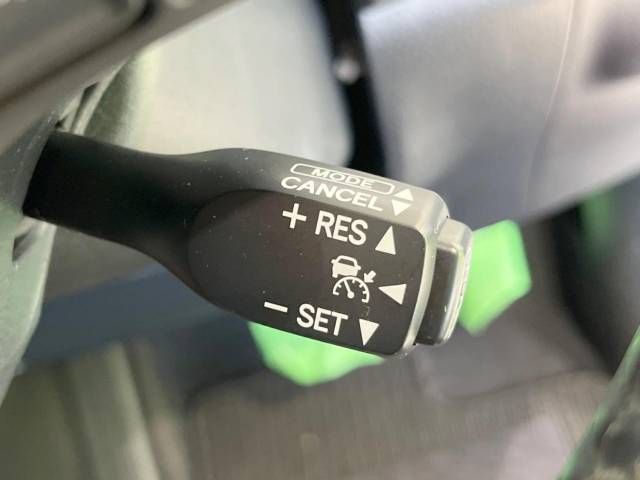 MODE
CANCEL
+ RES
- SET